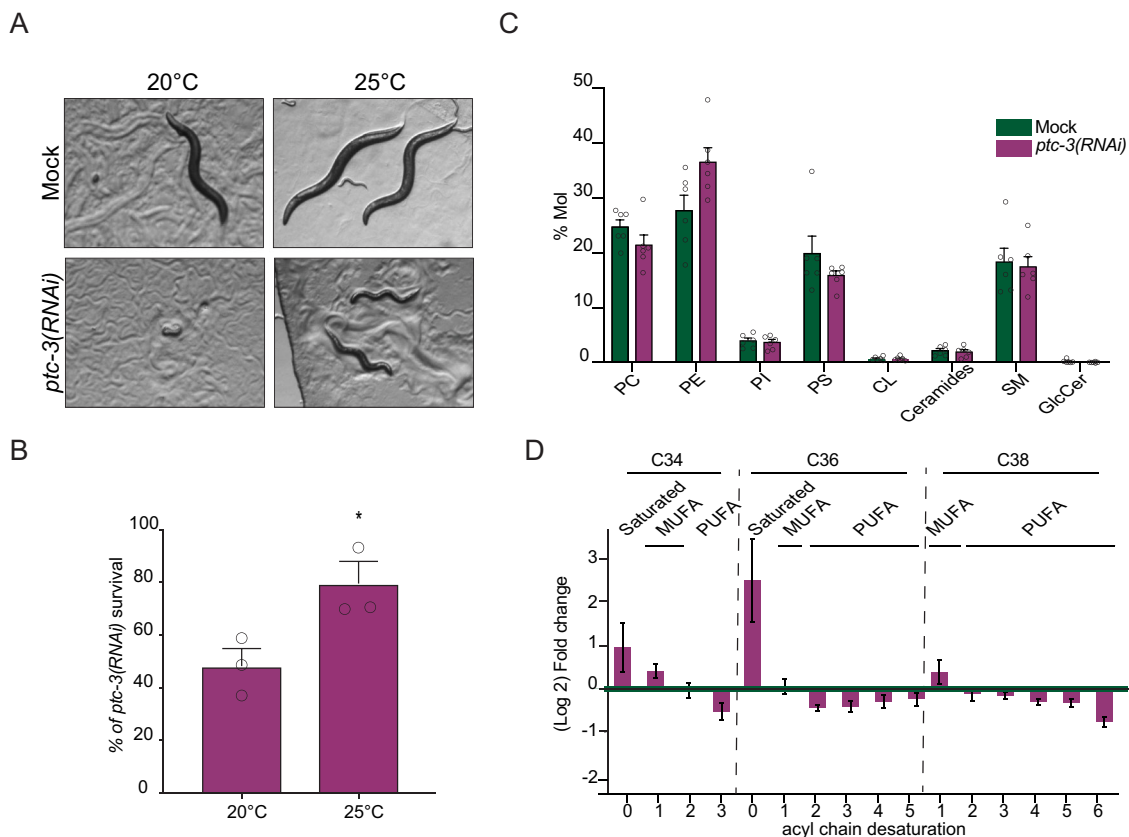 A
20°C
25°C
Mock
ptc-3(RNAi)
B
% of ptc-3(RNAi) survival
100
80
60
40
20
0
*
20°C
25°C
C
% Mol
50
40
30
20
10
0
Mock
ptc-3(RNAi)
PC
PE
PI
PS
CL
Ceramides
SM
GlcCer
D
C34
C36
C38
Saturated
MUFA
PUFA
Saturated
MUFA
PUFA
MUFA
PUFA
(Log 2) Fold change
3
2
1
0
-1
-2
0 1 2 3 0 1 2 3 4 5 1 2 3 4 5 6
acyl chain desaturation